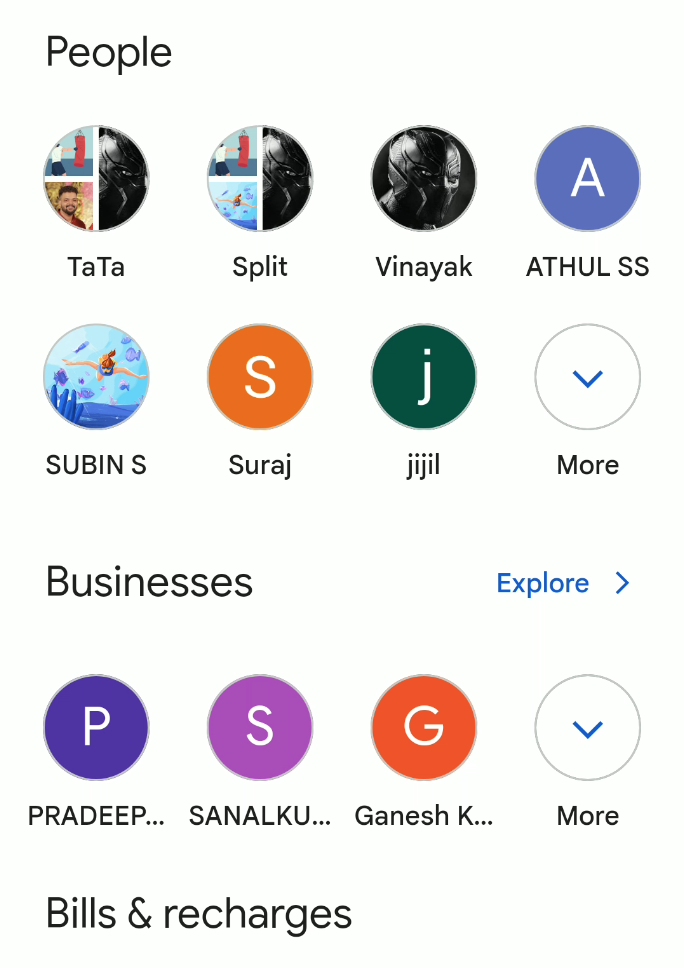 People
A
TaTa Split Vinayak ATHUL SS
S j
SUBIN S Suraj jijil More
Businesses Explore
P S G
PRADEEP... SANALKU... Ganesh K... More
Bills & recharges